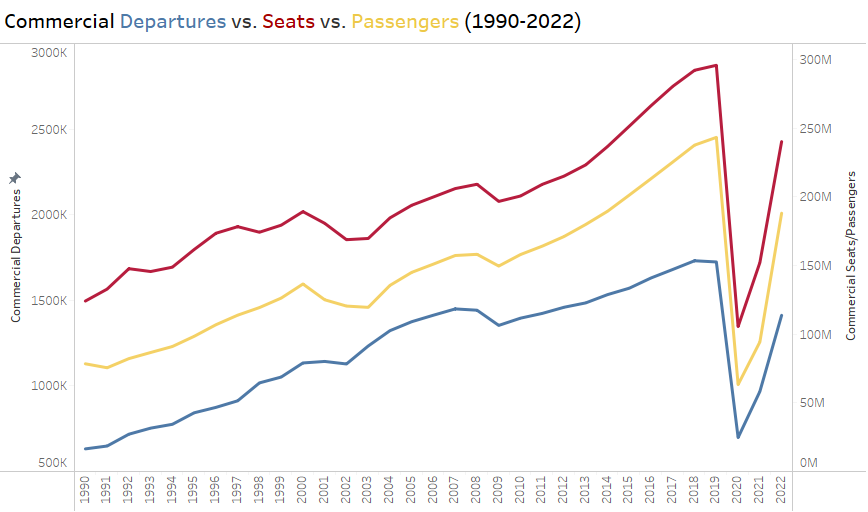 Commercial Departures vs. Seats vs. Passengers (1990-2022)
3000K
2500K
2000K
1500K
1000K
500K
Commercial Departures
300M
250M
200M
150M
100M
50M
0M
Commercial Seats/Passengers
1990
1991
1992
1993
1994
1995
1996
1997
1998
1999
2000
2001
2002
2003
2004
2005
2006
2007
2008
2009
2010
2011
2012
2013
2014
2015
2016
2017
2018
2019
2020
2021
2022